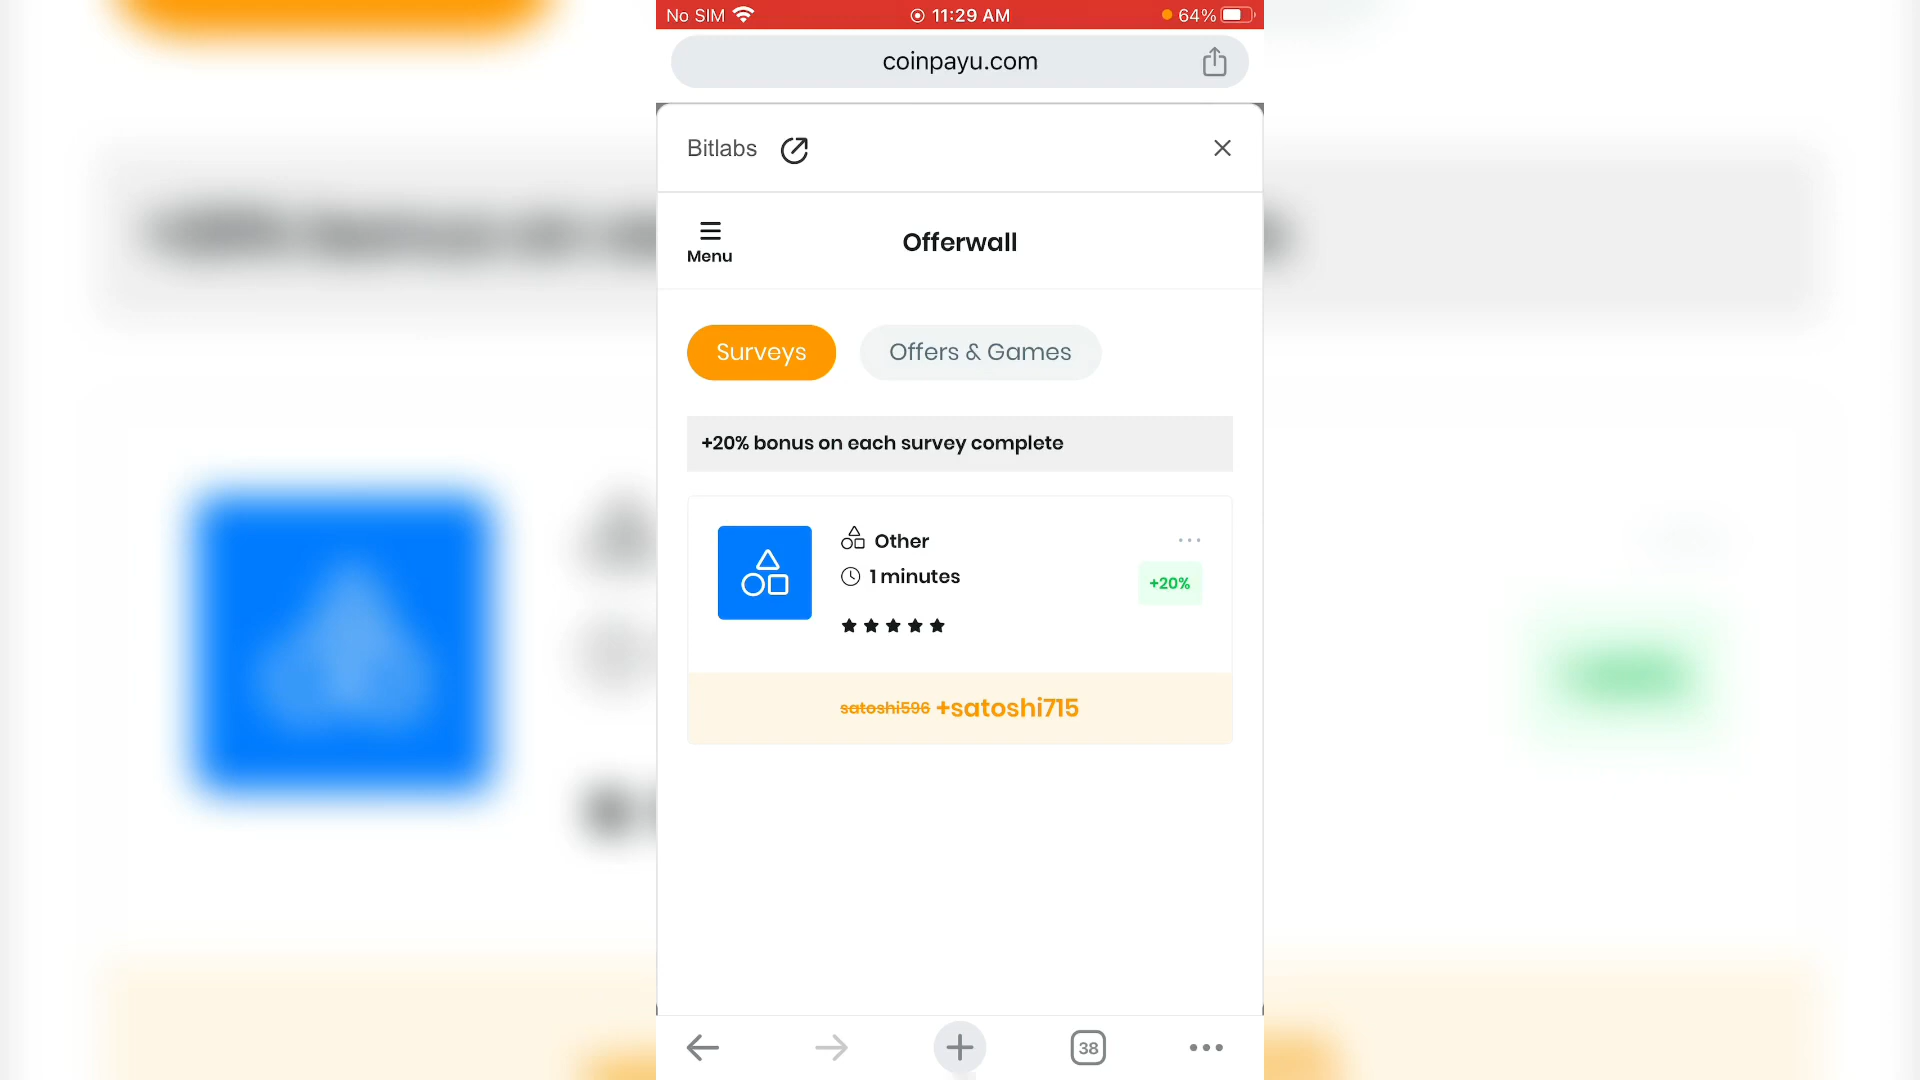 No SIM 11:29 AM 64%
coinpayu.com
Bitlabs
Menu
Offerwall
Surveys Offers & Games
+20% bonus on each survey complete
Other
1 minutes
+20%
satoshi596 +satoshi715
38